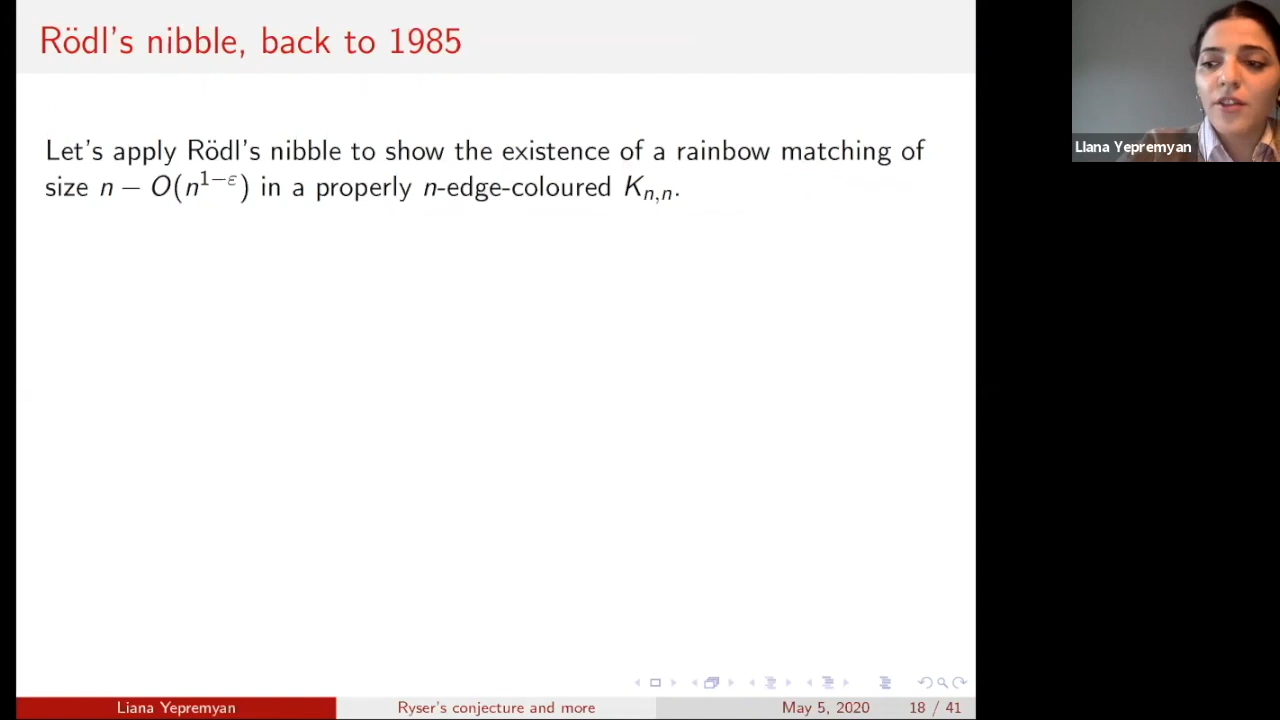 Rödl's nibble, back to 1985
Let's apply Rödl's nibble to show the existence of a rainbow matching of
size n − O(n^{1−ε}) in a properly n-edge-coloured K_{n,n}.
LIana Yepremyan
Liana Yepremyan Ryser's conjecture and more May 5, 2020 18 / 41